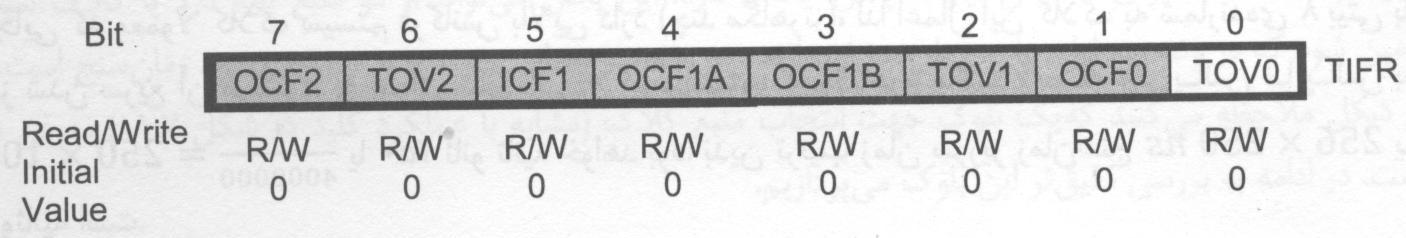 Bit 7 6 5 4 3 2 1 0
OCF2 TOV2 ICF1 OCF1A OCF1B TOV1 OCF0 TOV0 TIFR
Read/Write R/W R/W R/W R/W R/W R/W R/W R/W
Initial 0 0 0 0 0 0 0 0
Value